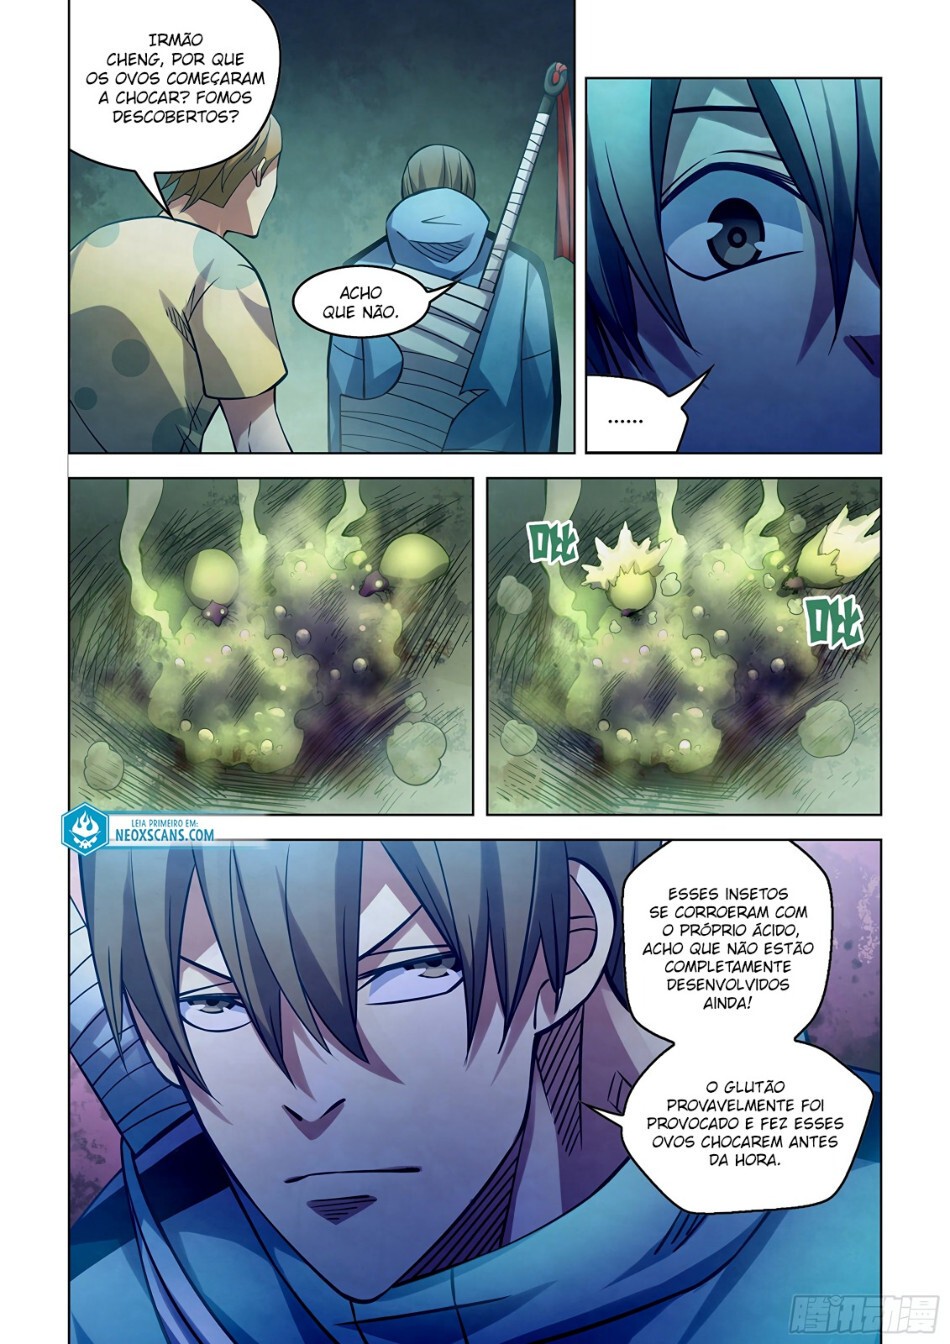 IRMÃO
CHENG, POR QUE
OS OVOS COMEÇARAM
A CHOCAR? FOMOS
DESCOBERTOS?
ACHO
QUE NÃO.
......
吡
吡
LEIA PRIMEIRO EM:
NEOXSCANS.COM
ESSES INSETOS
SE CORROERAM COM
O PRÓPRIO ÁCIDO,
ACHO QUE NÃO ESTÃO
COMPLETAMENTE
DESENVOLVIDOS
AINDA!
O GLUTÃO
PROVAVELMENTE FOI
PROVOCADO E FEZ ESSES
OVOS CHOCAREM ANTES
DA HORA.
腾讯动漫